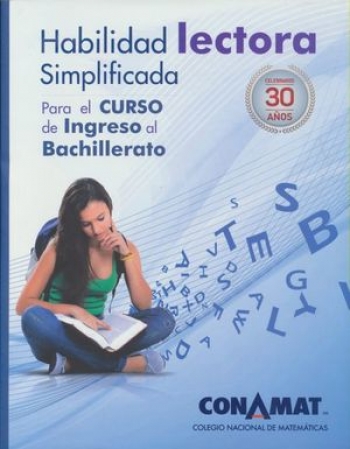 Habilidad lectora
Simplificada
Para el CURSO
de Ingreso al
Bachillerato
CELEBRANDO
30
AÑOS
CONAMAT
COLEGIO NACIONAL DE MATEMÁTICAS